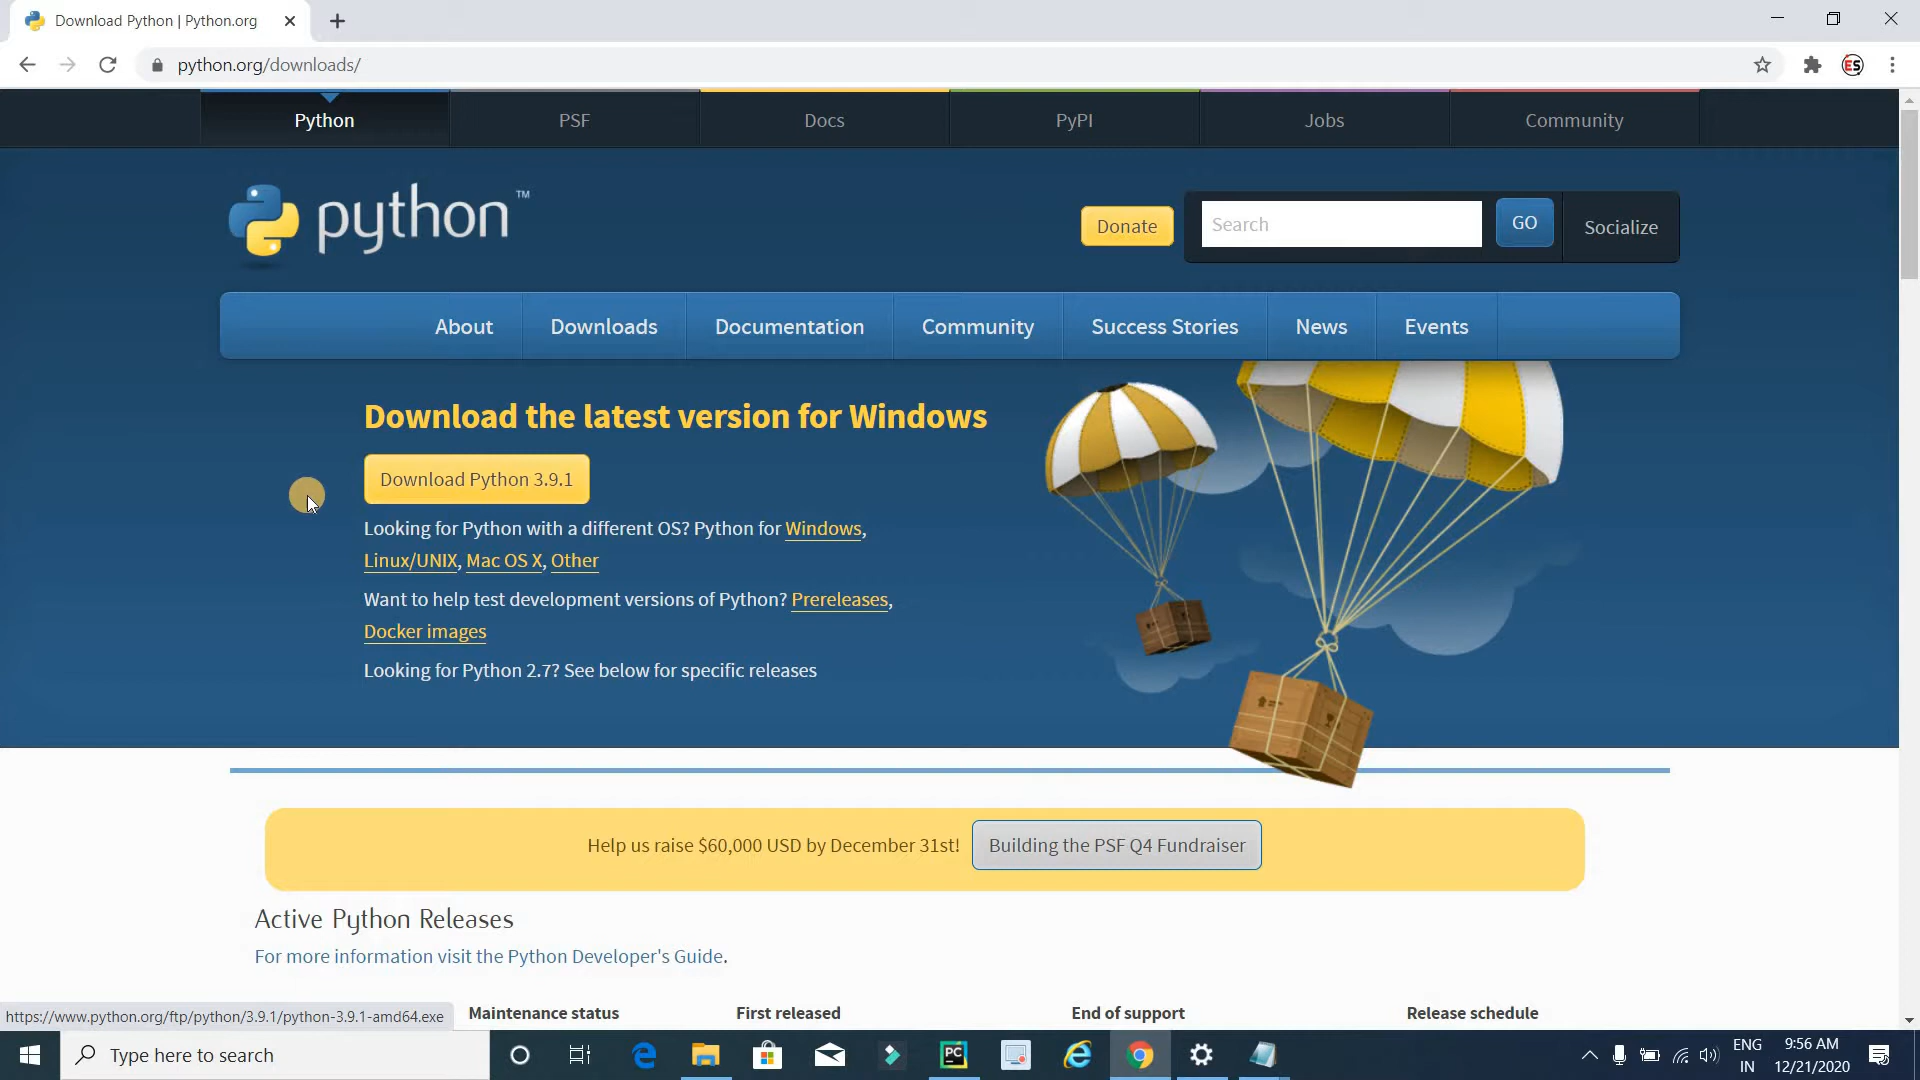 Download Python | Python.org
python.org/downloads/
ES
Python PSF Docs PyPI Jobs Community
python™
Donate Search GO Socialize
About Downloads Documentation Community Success Stories News Events
Download the latest version for Windows
Download Python 3.9.1
Looking for Python with a different OS? Python for Windows,
Linux/UNIX, Mac OS X, Other
Want to help test development versions of Python? Prereleases,
Docker images
Looking for Python 2.7? See below for specific releases
Help us raise $60,000 USD by December 31st! Building the PSF Q4 Fundraiser
Active Python Releases
For more information visit the Python Developer's Guide.
Maintenance status First released End of support Release schedule
https://www.python.org/ftp/python/3.9.1/python-3.9.1-amd64.exe
Type here to search
PC
ENG
IN
9:56 AM
12/21/2020